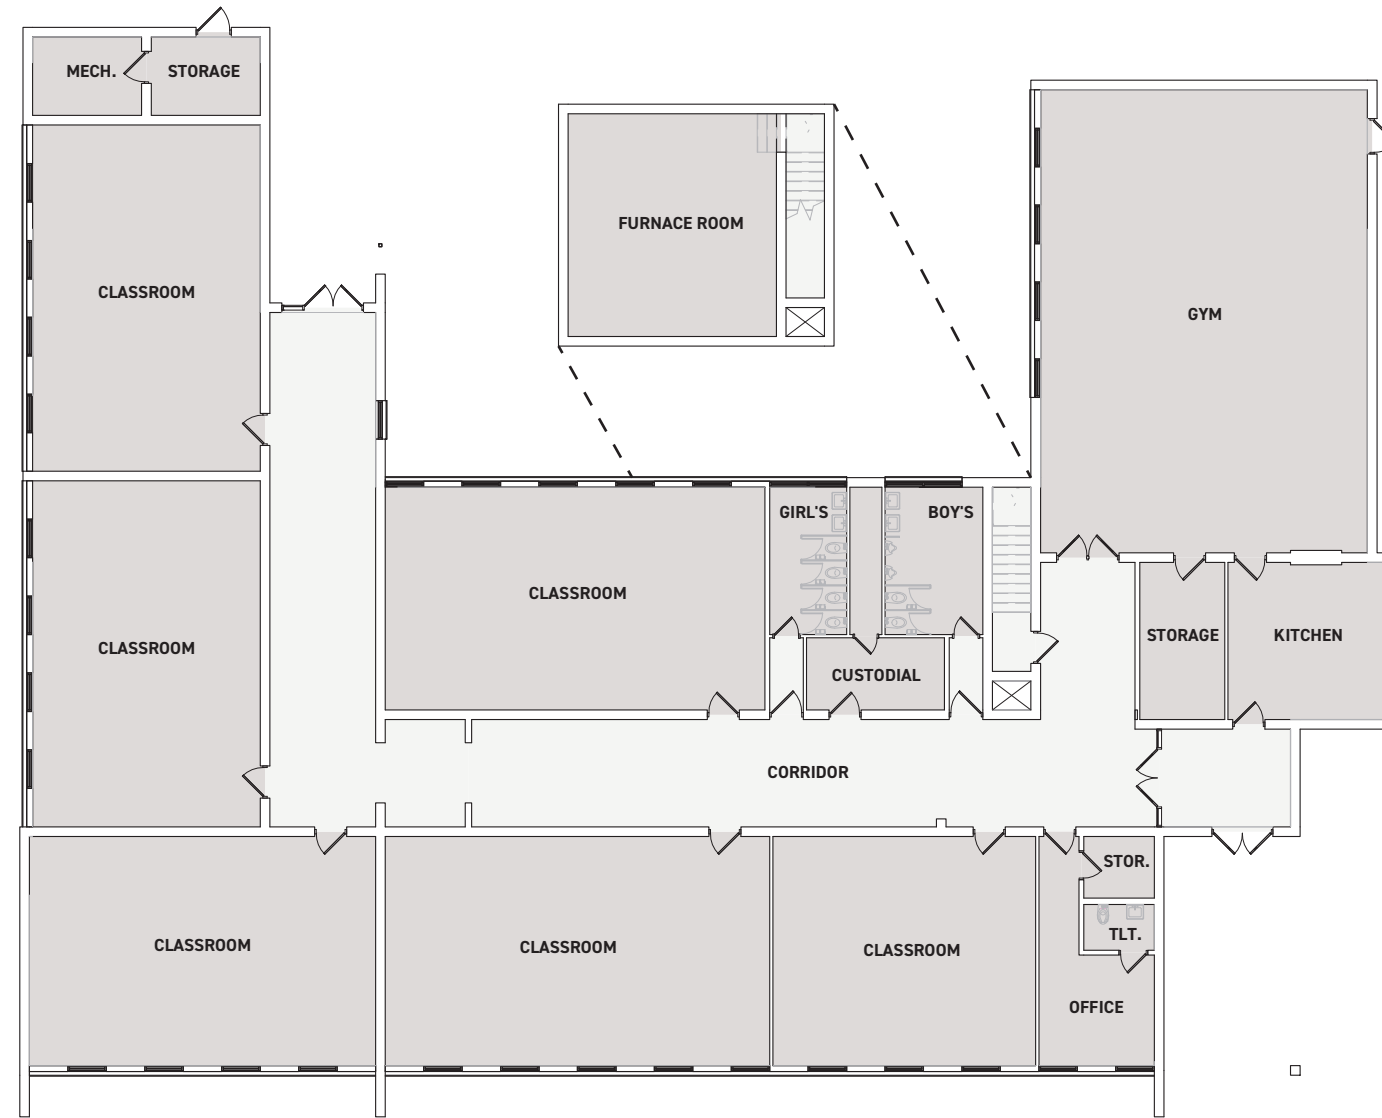 MECH.
STORAGE
FURNACE ROOM
CLASSROOM
GYM
GIRL'S
BOY'S
CLASSROOM
STORAGE
KITCHEN
CLASSROOM
CUSTODIAL
CORRIDOR
STOR.
TLT.
CLASSROOM
CLASSROOM
CLASSROOM
OFFICE